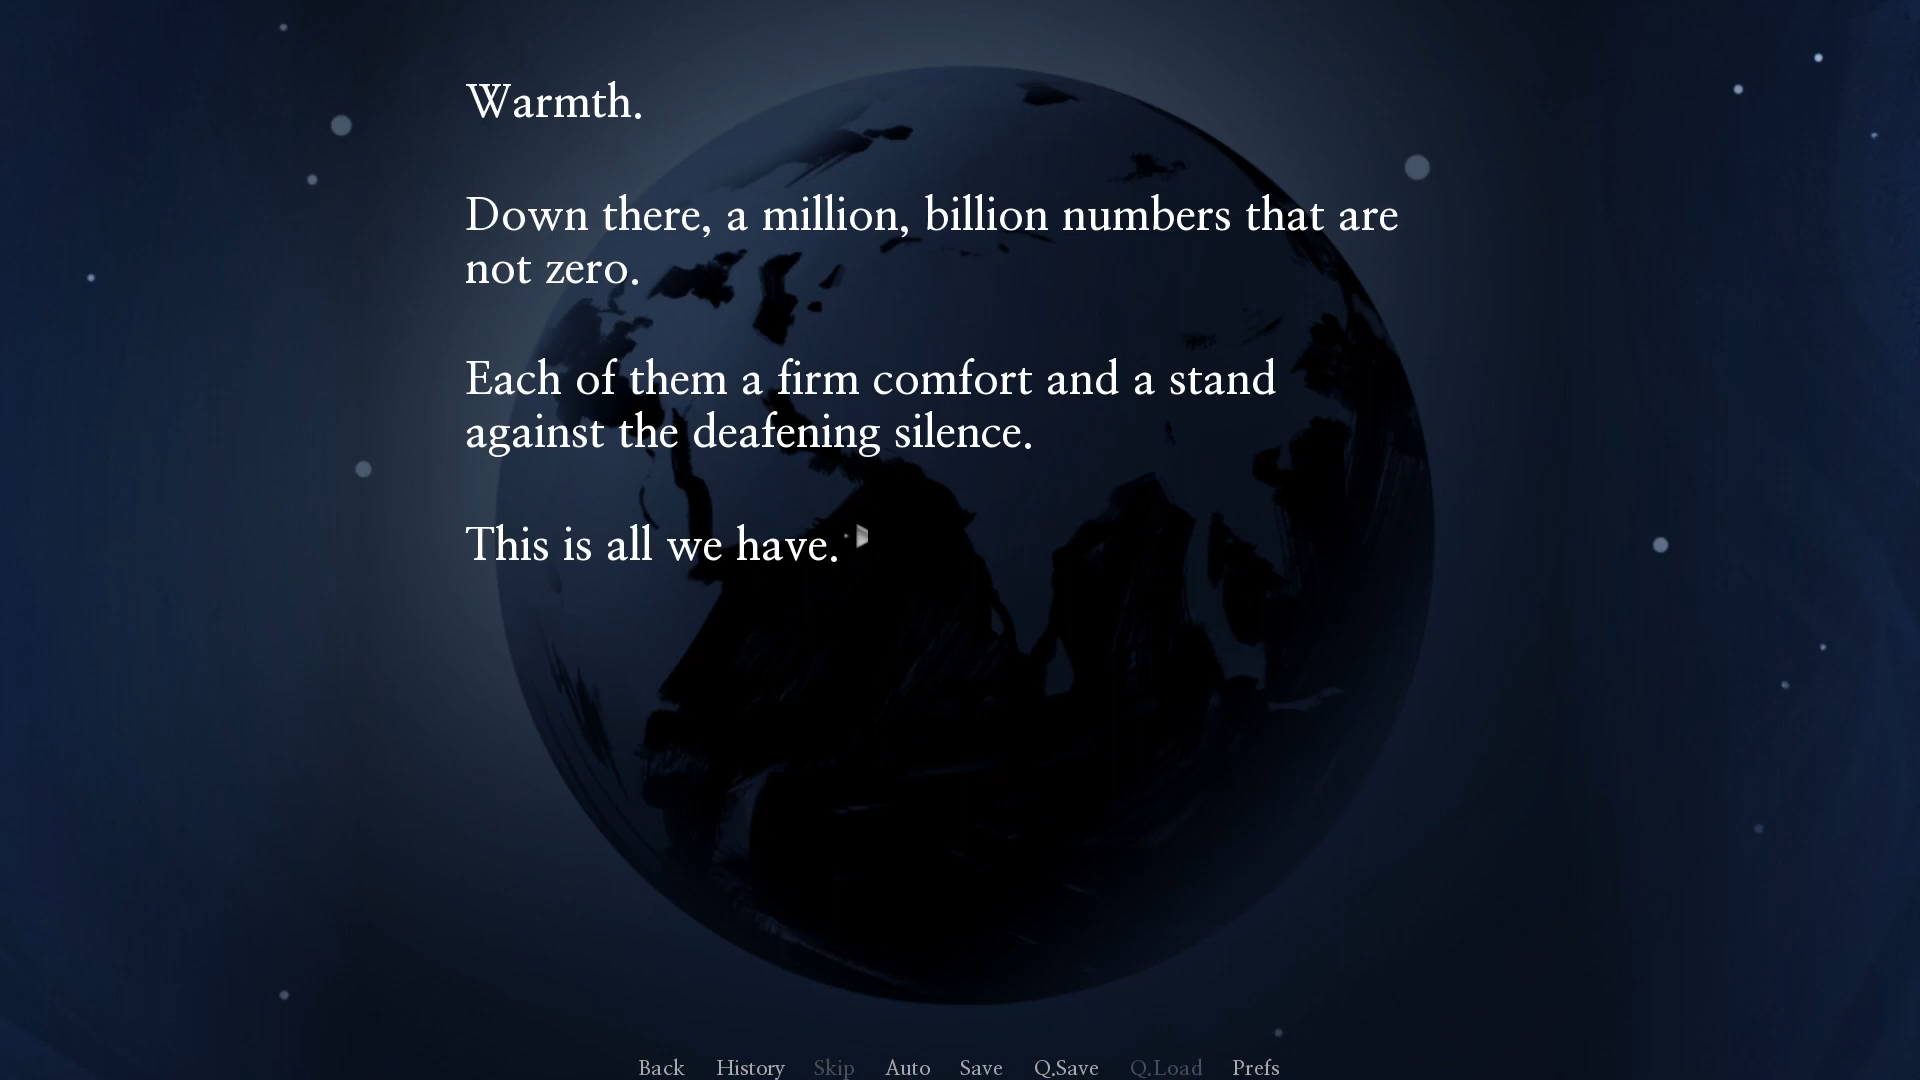 Warmth.
Down there, a million, billion numbers that are
not zero.
Each of them a firm comfort and a stand
against the deafening silence.
This is all we have.
Back History Skip Auto Save Q.Save Q.Load Prefs